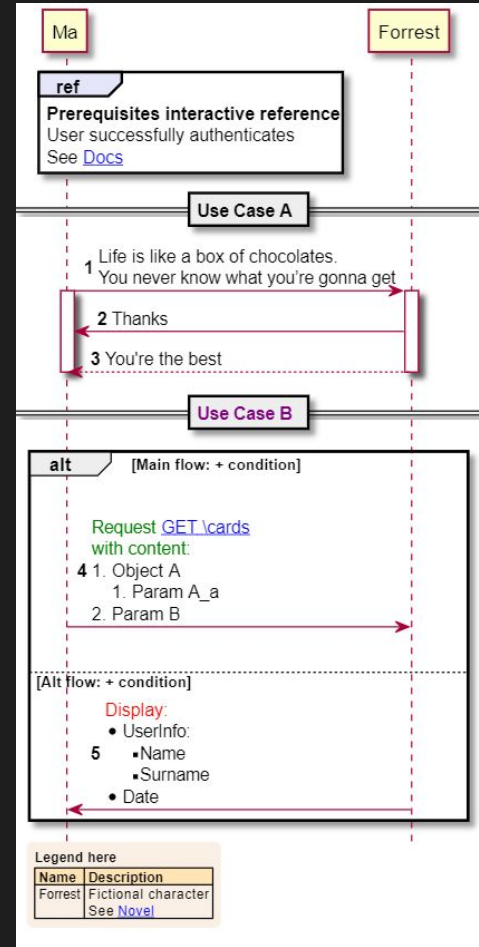 Ma
Forrest
ref
Prerequisites interactive reference
User successfully authenticates
See Docs
Use Case A
1 Life is like a box of chocolates.
You never know what you're gonna get
2 Thanks
3 You're the best
Use Case B
alt [Main flow: + condition]
Request GET \cards
with content:
4 1. Object A
1. Param A_a
2. Param B
[Alt flow: + condition]
Display:
• UserInfo:
5 ▪Name
▪Surname
• Date
Legend here
Name Description
Forrest Fictional character
See Novel